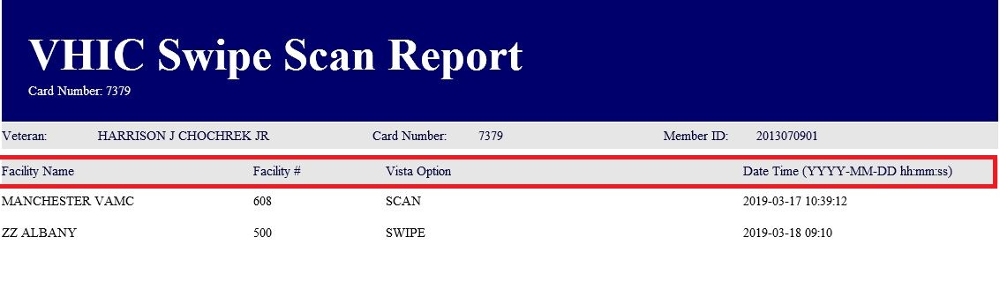 VHIC Swipe Scan Report
Card Number: 7379
Veteran: HARRISON J CHOCHREK JR Card Number: 7379 Member ID: 2013070901
Facility Name Facility # Vista Option Date Time (YYYY-MM-DD hh:mm:ss)
MANCHESTER VAMC 608 SCAN 2019-03-17 10:39:12
ZZ ALBANY 500 SWIPE 2019-03-18 09:10